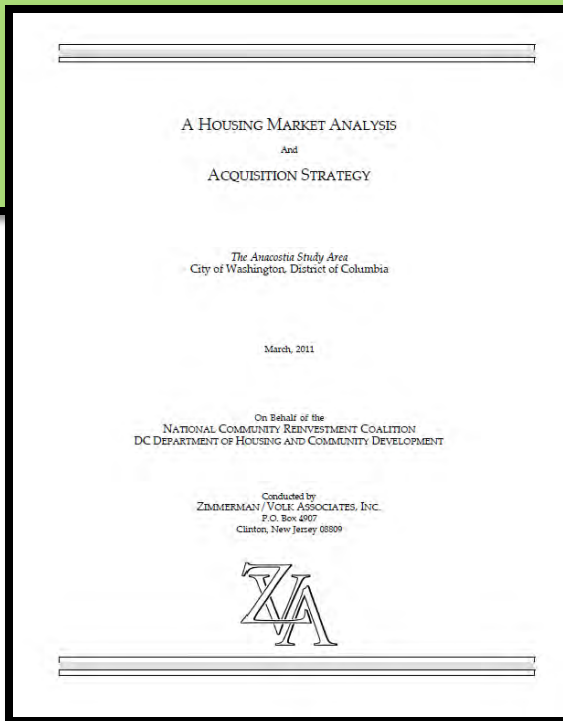 A HOUSING MARKET ANALYSIS
And
ACQUISITION STRATEGY
The Anacostia Study Area
City of Washington, District of Columbia
March, 2011
On Behalf of the
NATIONAL COMMUNITY REINVESTMENT COALITION
DC DEPARTMENT OF HOUSING AND COMMUNITY DEVELOPMENT
Conducted by
ZIMMERMAN/VOLK ASSOCIATES, INC.
P.O. Box 4907
Clinton, New Jersey 08809
ZVA